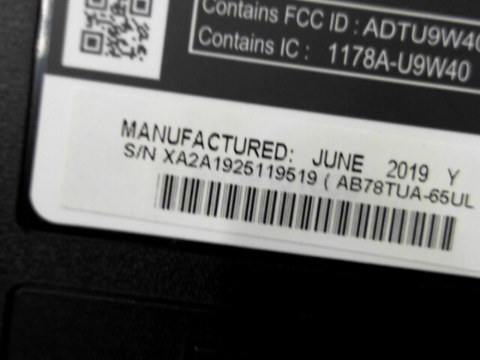 Contains FCC ID : ADTU9W40
Contains IC : 1178A-U9W40
MANUFACTURED: JUNE 2019 Y
S/N XA2A1925119519 ( AB78TUA-65UL